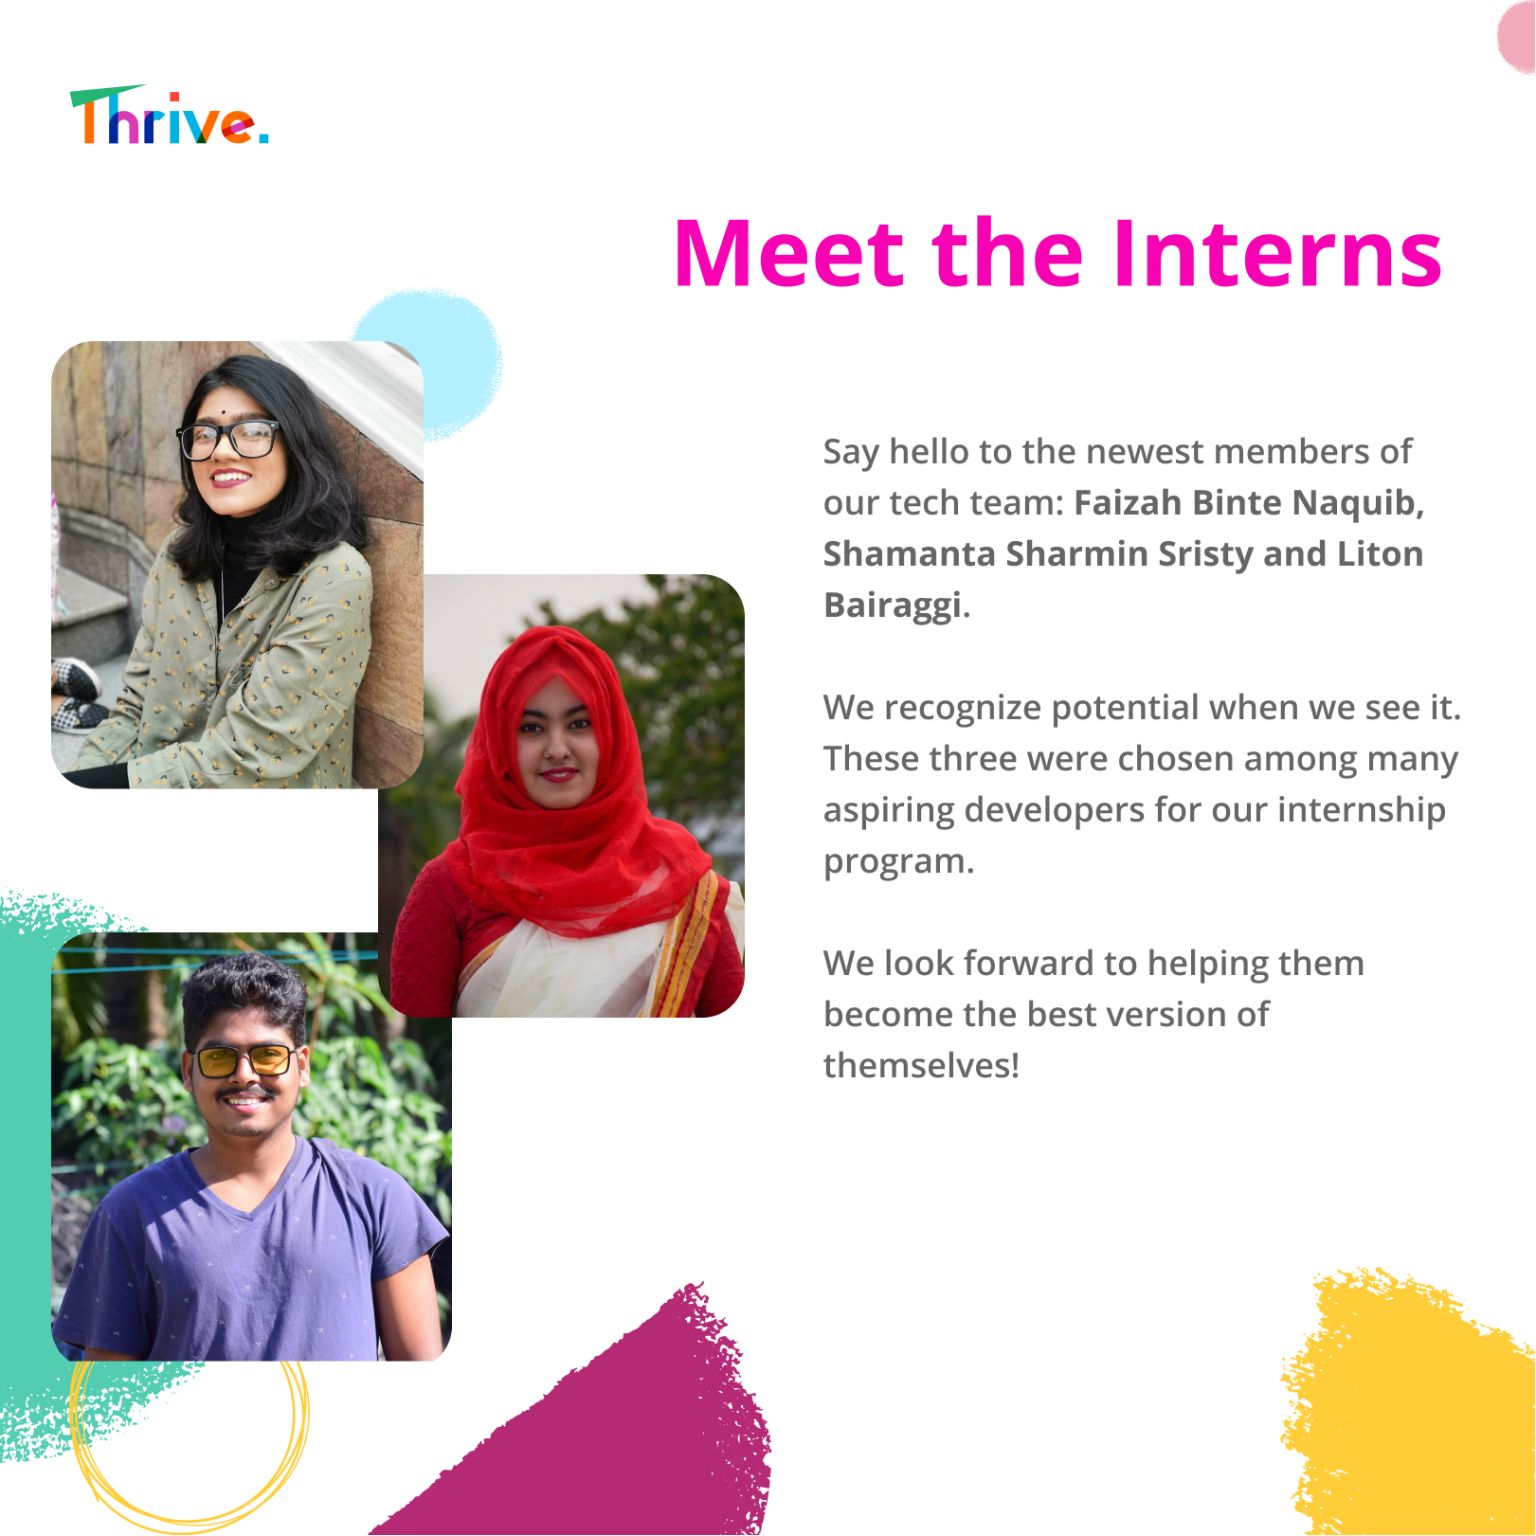 Thrive.
Meet the Interns
Say hello to the newest members of
our tech team: Faizah Binte Naquib,
Shamanta Sharmin Sristy and Liton
Bairaggi.
We recognize potential when we see it.
These three were chosen among many
aspiring developers for our internship
program.
We look forward to helping them
become the best version of
themselves!